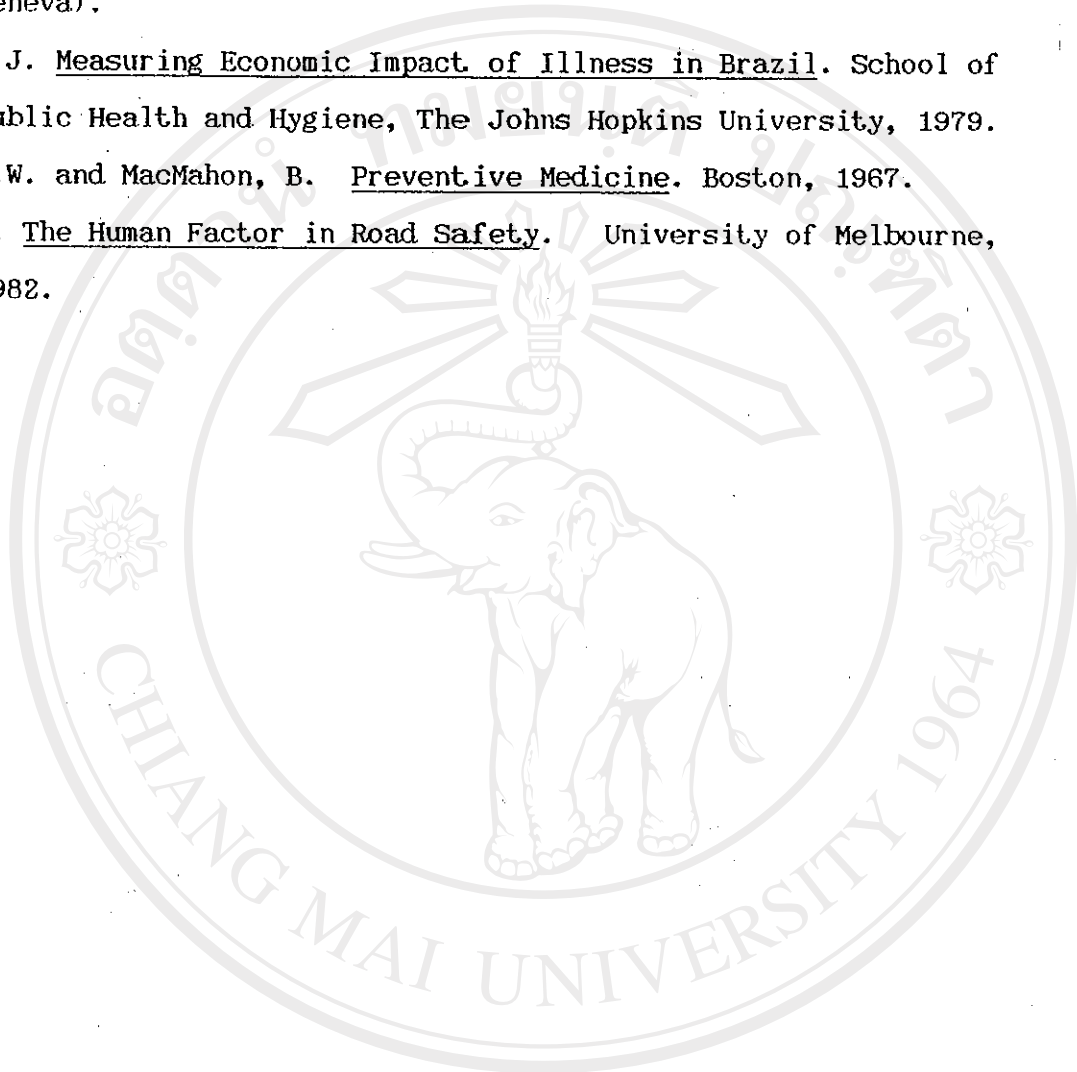 eneva).
J. Measuring Economic Impact of Illness in Brazil. School of
ublic Health and Hygiene, The Johns Hopkins University, 1979.
W. and MacMahon, B. Preventive Medicine. Boston, 1967.
The Human Factor in Road Safety. University of Melbourne,
982.
CHIANG MAI UNIVERSITY 1964